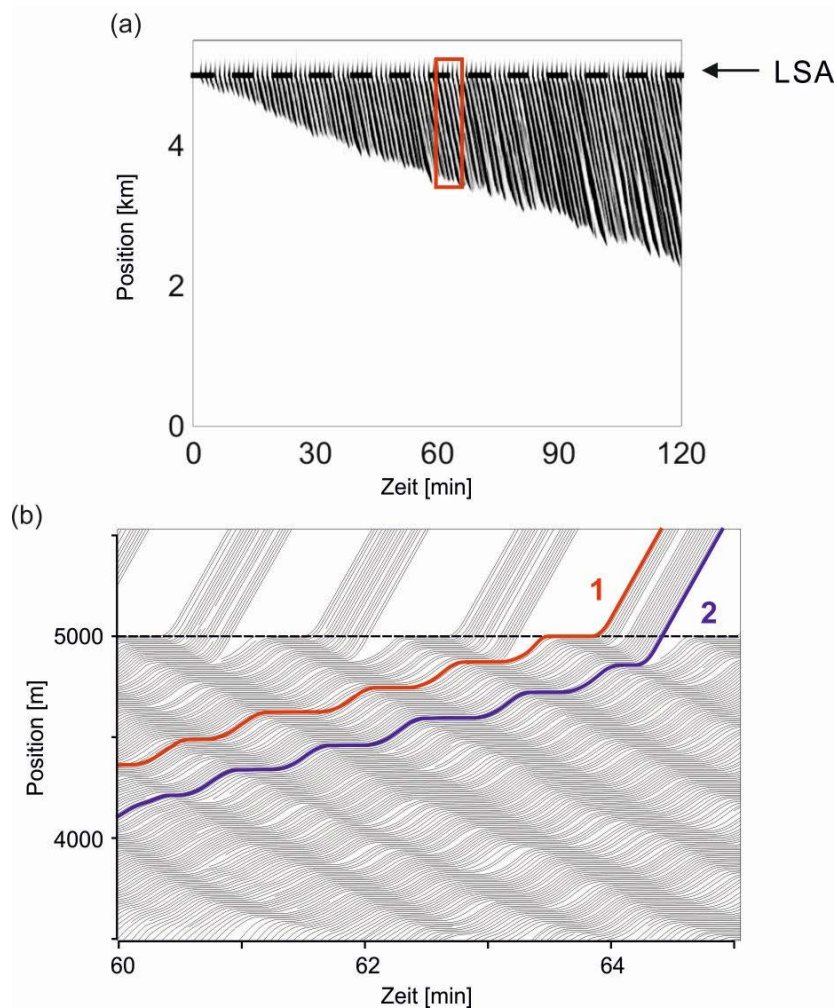 (a)
LSA
4
2
0
Position [km]
0 30 60 90 120
Zeit [min]
(b)
1
2
5000
4000
Position [m]
60 62 64
Zeit [min]